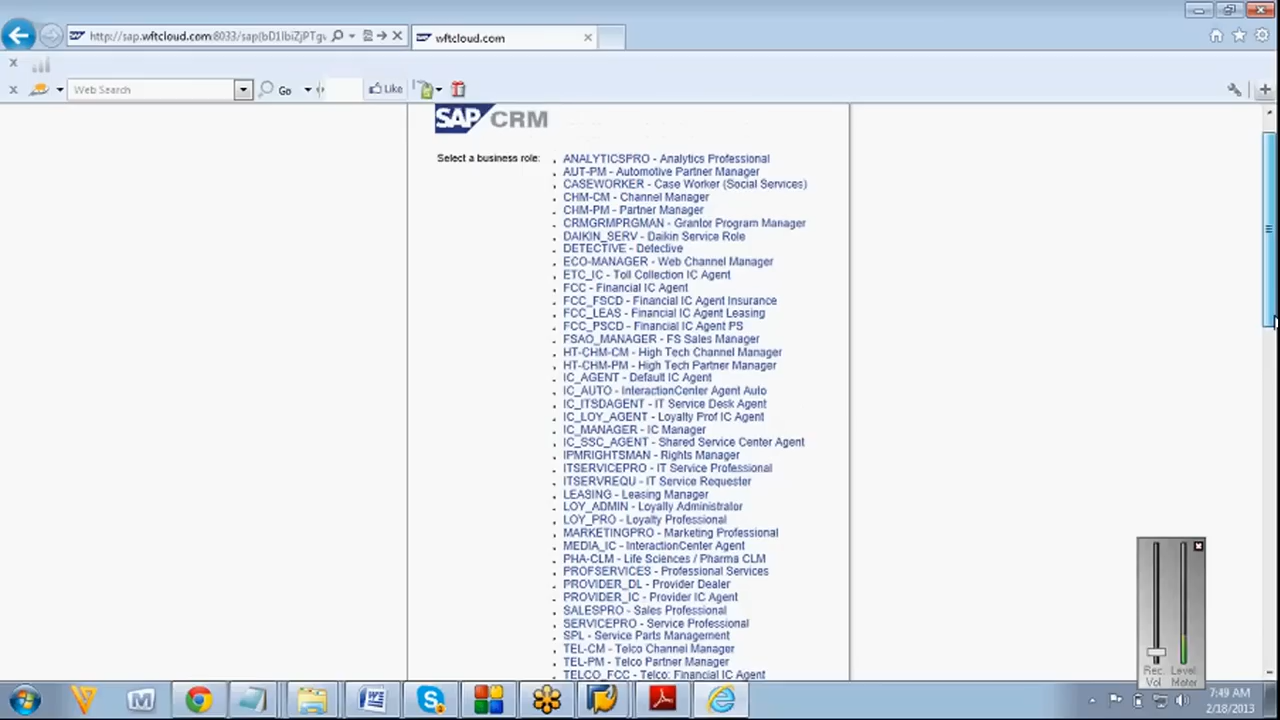 http://sap.wftcloud.com:8033/sap(bD1lbiZjPTgv
wftcloud.com
Web Search
Go
Like
SAP CRM
Select a business role:
ANALYTICSPRO - Analytics Professional
AUT-PM - Automotive Partner Manager
CASEWORKER - Case Worker (Social Services)
CHM-CM - Channel Manager
CHM-PM - Partner Manager
CRMGRMPRGMAN - Grantor Program Manager
DAIKIN_SERV - Daikin Service Role
DETECTIVE - Detective
ECO-MANAGER - Web Channel Manager
ETC_IC - Toll Collection IC Agent
FCC - Financial IC Agent
FCC_FSCD - Financial IC Agent Insurance
FCC_LEAS - Financial IC Agent Leasing
FCC_PSCD - Financial IC Agent PS
FSAO_MANAGER - FS Sales Manager
HT-CHM-CM - High Tech Channel Manager
HT-CHM-PM - High Tech Partner Manager
IC_AGENT - Default IC Agent
IC_AUTO - InteractionCenter Agent Auto
IC_ITSDAGENT - IT Service Desk Agent
IC_LOY_AGENT - Loyalty Prof IC Agent
IC_MANAGER - IC Manager
IC_SSC_AGENT - Shared Service Center Agent
IPMRIGHTSMAN - Rights Manager
ITSERVICEPRO - IT Service Professional
ITSERVREQU - IT Service Requester
LEASING - Leasing Manager
LOY_ADMIN - Loyally Administrator
LOY_PRO - Loyalty Professional
MARKETINGPRO - Marketing Professional
MEDIA_IC - InteractionCenter Agent
PHA-CLM - Life Sciences / Pharma CLM
PROFSERVICES - Professional Services
PROVIDER_DL - Provider Dealer
PROVIDER_IC - Provider IC Agent
SALESPRO - Sales Professional
SERVICEPRO - Service Professional
SPL - Service Parts Management
TEL-CM - Telco Channel Manager
TEL-PM - Telco Partner Manager
TELCO_FCC - Telco: Financial IC Agent
Rec. Level
Vol Meter
7:49 AM
2/18/2013